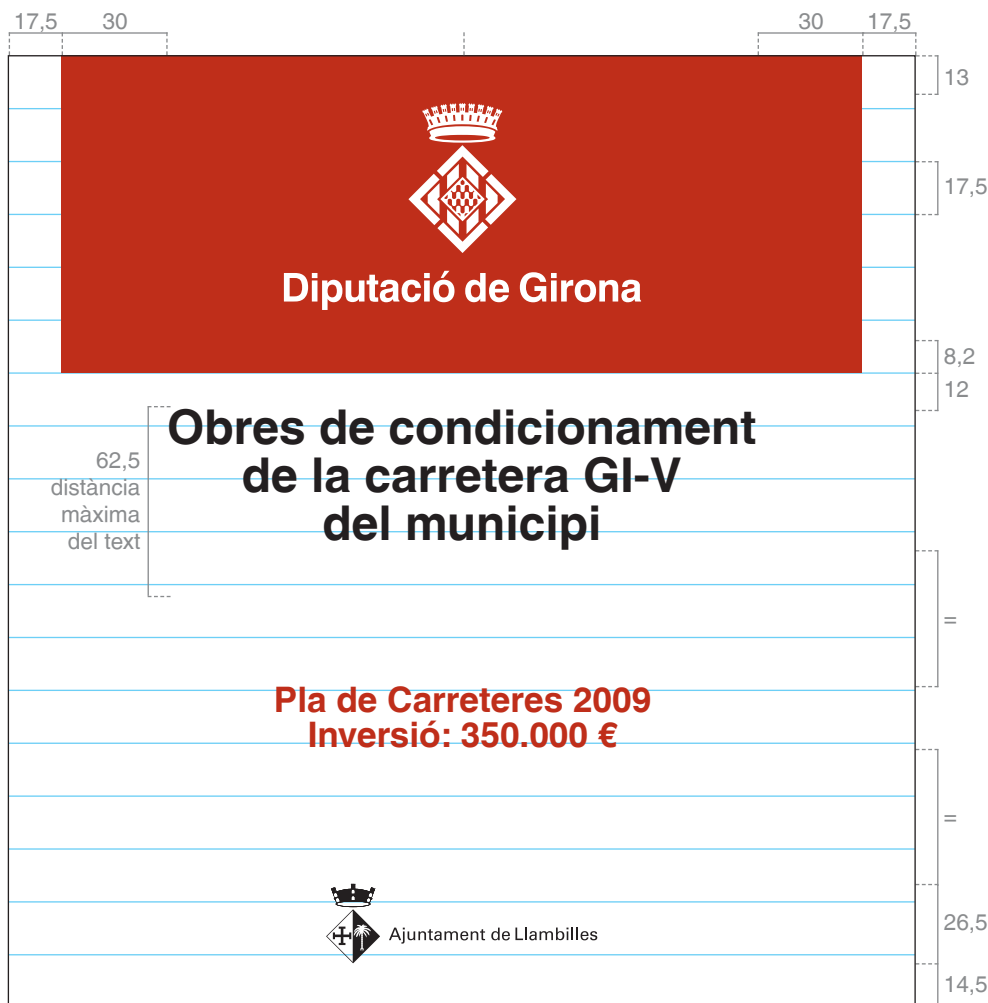 17,5 30 30 17,5
13
17,5
Diputació de Girona
8,2
12
Obres de condicionament
de la carretera GI-V
del municipi
62,5
distància
màxima
del text
=
Pla de Carreteres 2009
Inversió: 350.000 €
=
Ajuntament de Llambilles
26,5
14,5